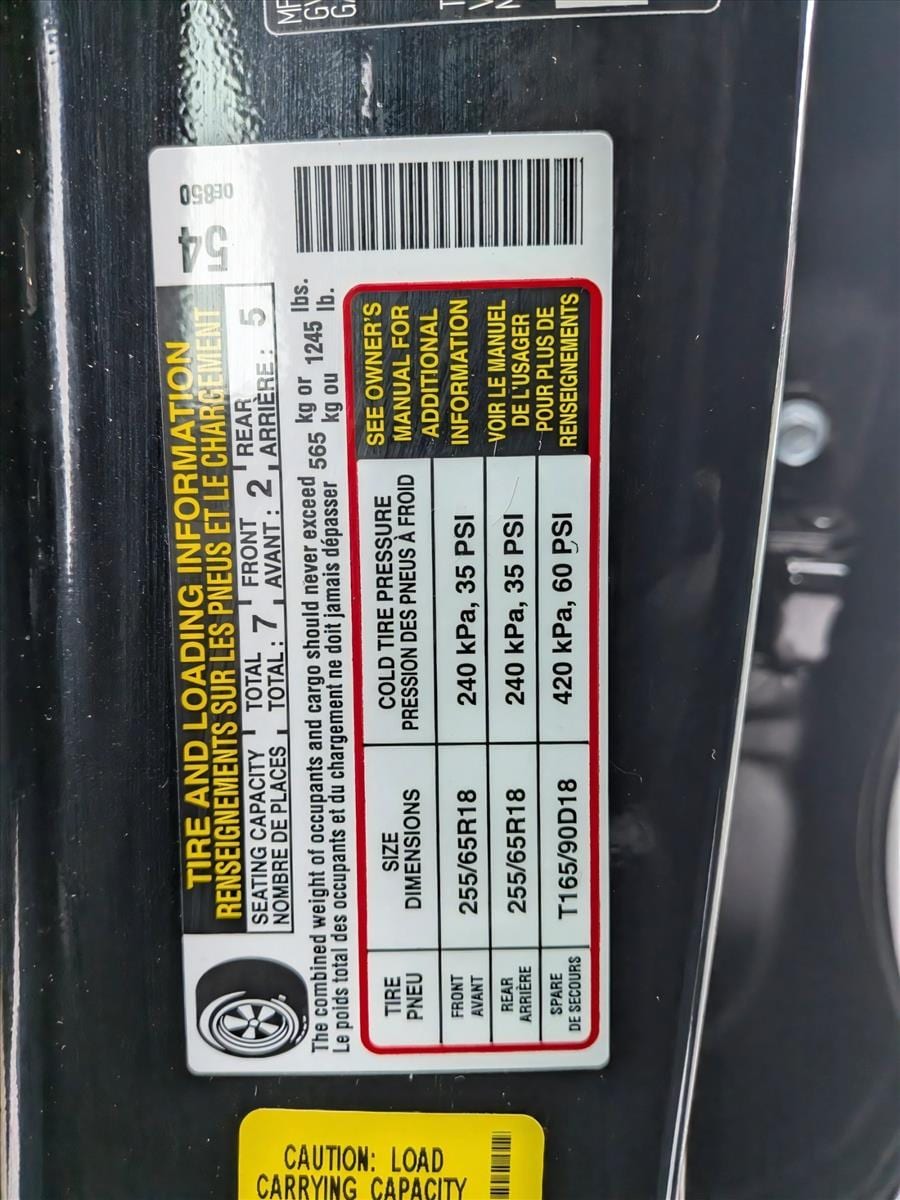 MF
GV
GA
T
V
54
0E850
TIRE AND LOADING INFORMATION
RENSEIGNEMENTS SUR LES PNEUS ET LE CHARGEMENT
SEATING CAPACITY TOTAL 7 FRONT 2 REAR 5
NOMBRE DE PLACES TOTAL: AVANT: ARRIÈRE:
The combined weight of occupants and cargo should never exceed 565 kg or 1245 lbs.
Le poids total des occupants et du chargement ne doit jamais dépasser kg ou lb.
TIRE SIZE COLD TIRE PRESSURE
PNEU DIMENSIONS PRESSION DES PNEUS À FROID
FRONT 255/65R18 240 kPa, 35 PSI
AVANT
REAR 255/65R18 240 kPa, 35 PSI
ARRIÈRE
SPARE T165/90D18 420 kPa, 60 PSI
DE SECOURS
SEE OWNER'S
MANUAL FOR
ADDITIONAL
INFORMATION
VOIR LE MANUEL
DE L'USAGER
POUR PLUS DE
RENSEIGNEMENTS
CAUTION: LOAD
CARRYING CAPACITY